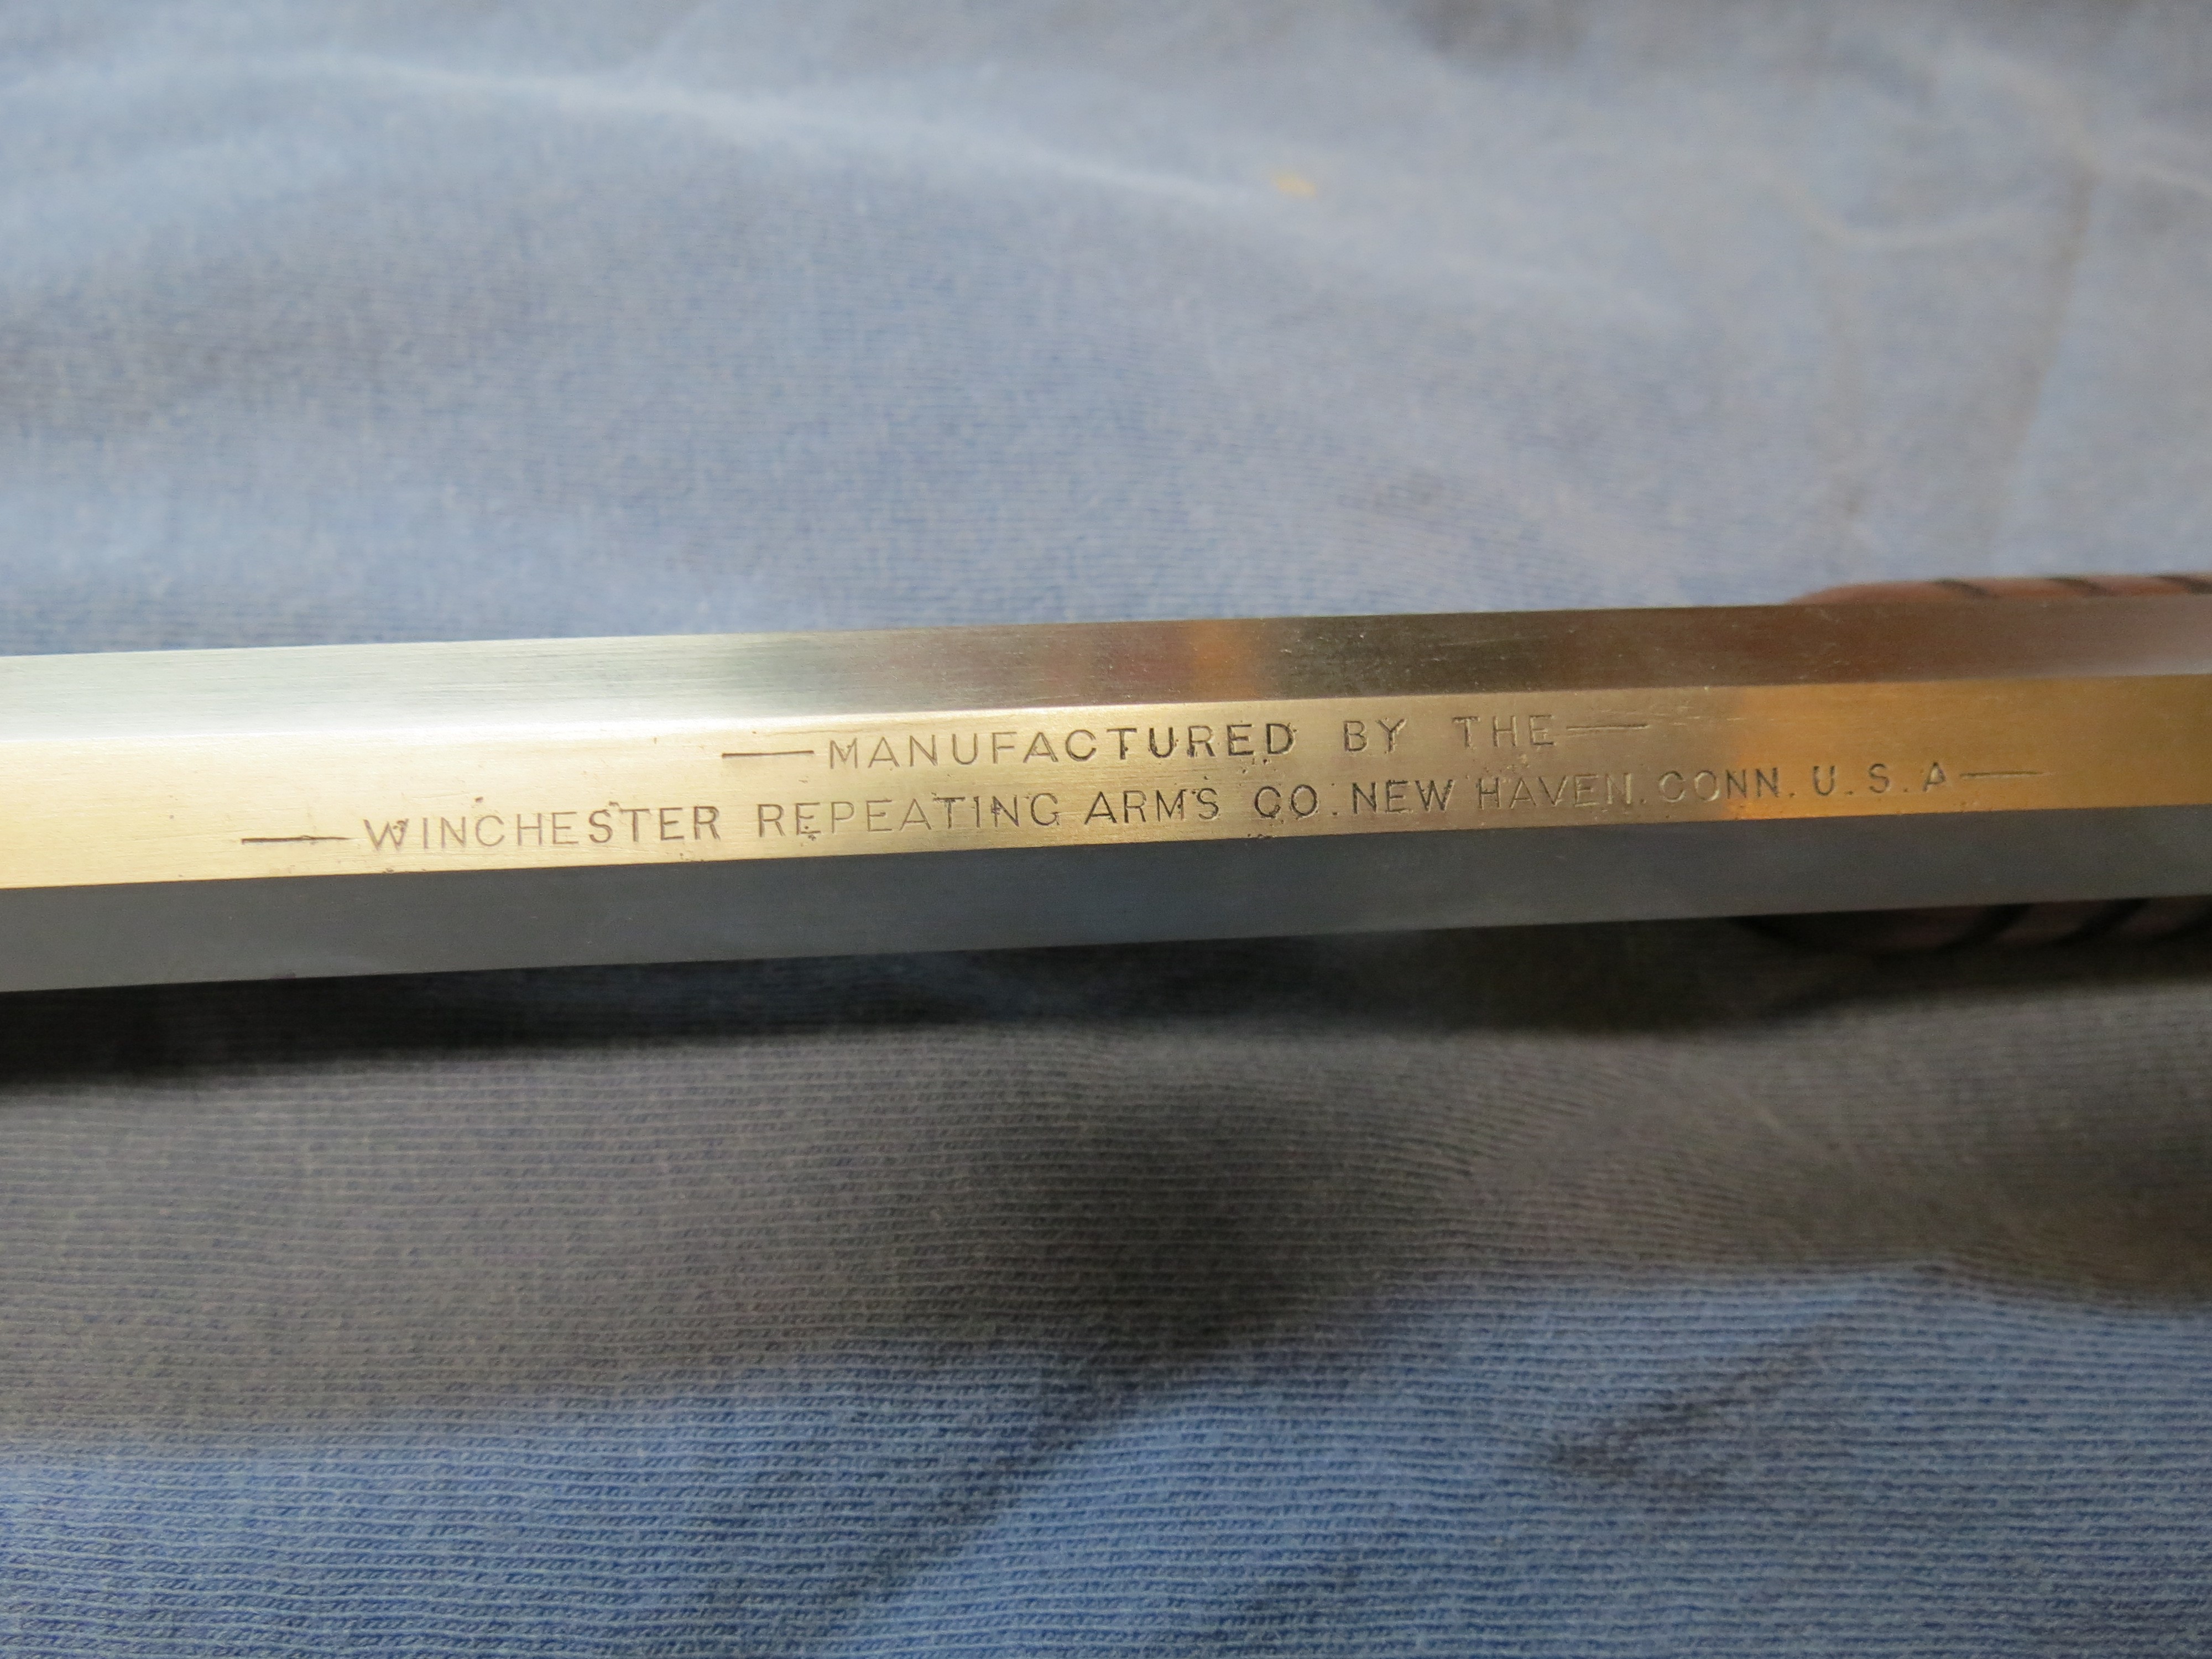 —MANUFACTURED BY THE—
—WINCHESTER REPEATING ARMS CO. NEW HAVEN. CONN. U.S.A—